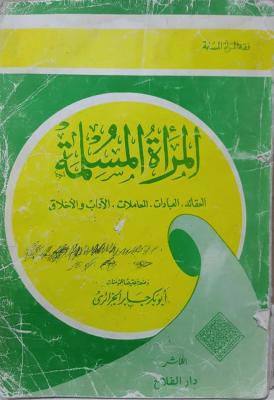 فقه المرأة المسلمة
المرأة المسلمة
العقائد . العبادات . المعاملات . الآداب والأخلاق
أبو بكر جابر الجزائري
الناشر
دار الفلاح